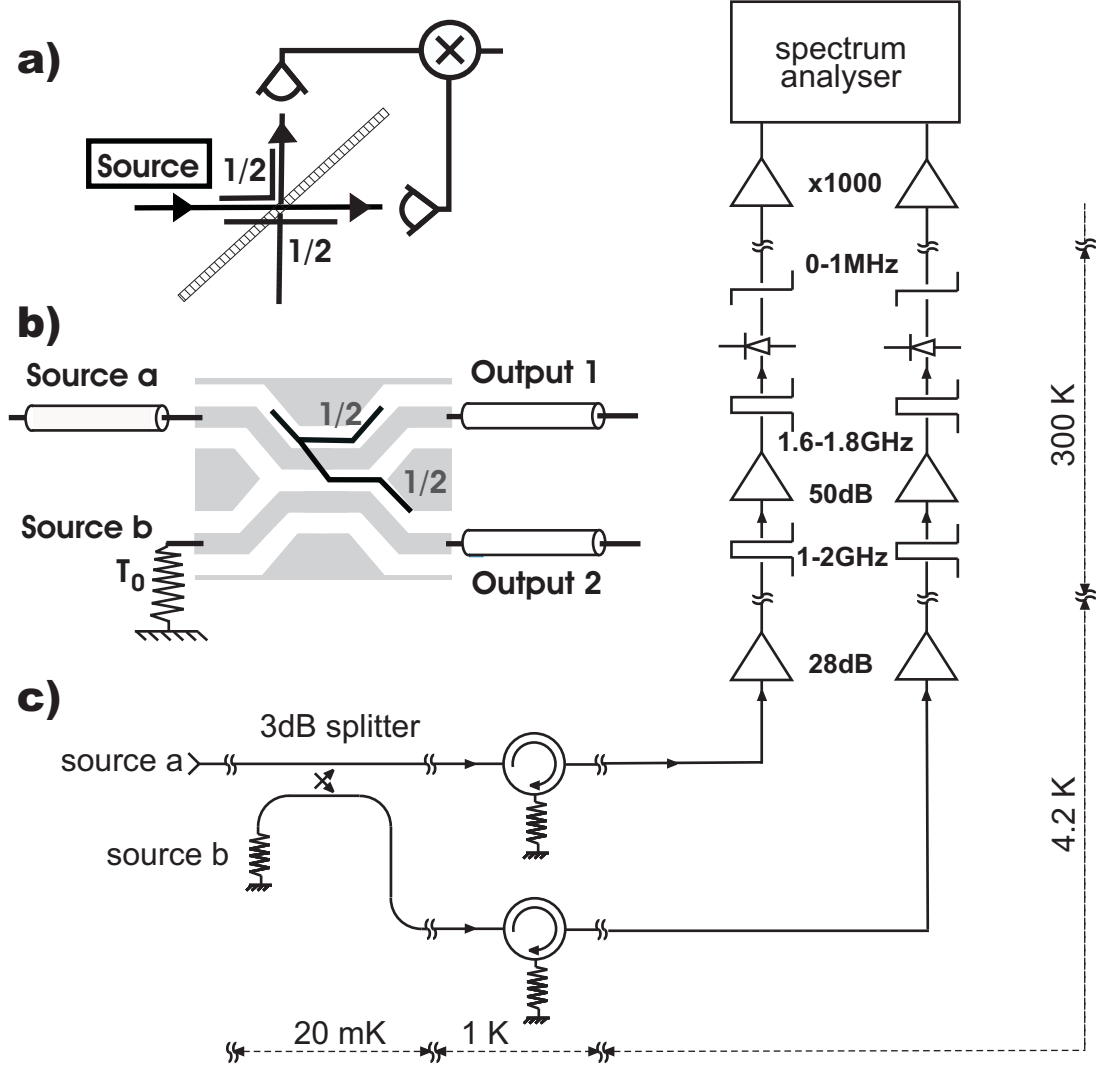 a)
Source
1/2
1/2
b)
Source a
Output 1
1/2
1/2
Source b
T0
Output 2
c)
3dB splitter
source a
source b
20 mK
1 K
spectrum
analyser
x1000
0-1MHz
1.6-1.8GHz
50dB
1-2GHz
28dB
300 K
4.2 K